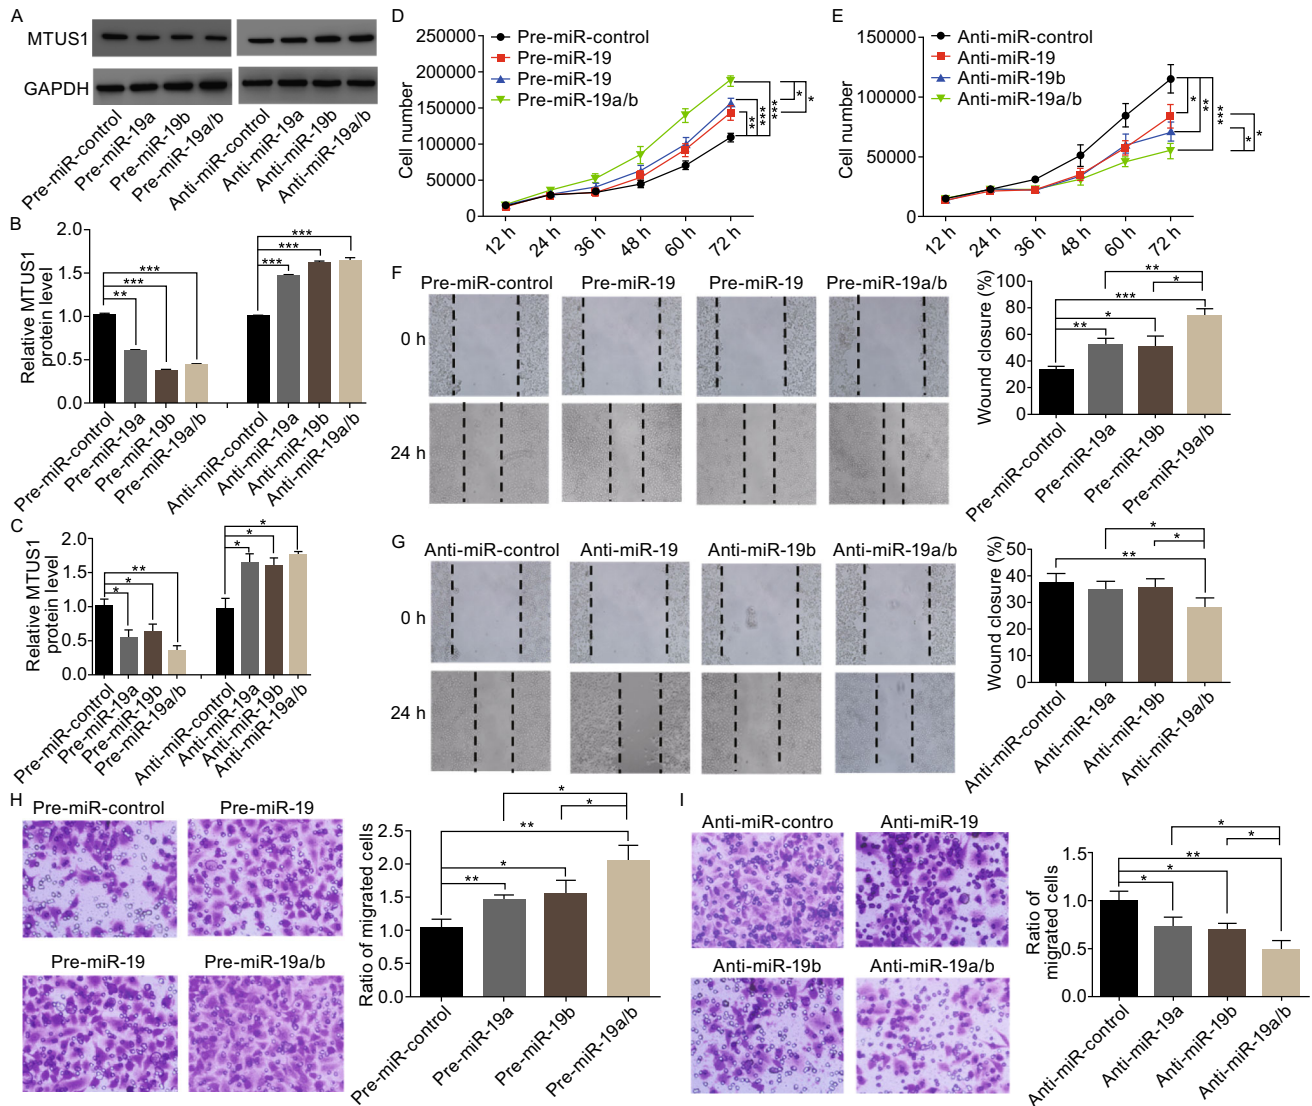 A
MTUS1
GAPDH
Pre-miR-control
Pre-miR-19a
Pre-miR-19b
Pre-miR-19a/b
Anti-miR-control
Anti-miR-19a
Anti-miR-19b
Anti-miR-19a/b
B
Relative MTUS1
protein level
2.0
1.5
1.0
0.5
0.0
**
***
***
***
***
***
Pre-miR-control
Pre-miR-19a
Pre-miR-19b
Pre-miR-19a/b
Anti-miR-control
Anti-miR-19a
Anti-miR-19b
Anti-miR-19a/b
C
Relative MTUS1
protein level
2.0
1.5
1.0
0.5
0.0
*
*
**
*
*
*
Pre-miR-control
Pre-miR-19a
Pre-miR-19b
Pre-miR-19a/b
Anti-miR-control
Anti-miR-19a
Anti-miR-19b
Anti-miR-19a/b
D
Cell number
250000
200000
150000
100000
50000
0
Pre-miR-control
Pre-miR-19
Pre-miR-19
Pre-miR-19a/b
**
***
***
*
*
12 h
24 h
36 h
48 h
60 h
72 h
E
Cell number
150000
100000
50000
0
Anti-miR-control
Anti-miR-19
Anti-miR-19b
Anti-miR-19a/b
*
**
***
*
*
12 h
24 h
36 h
48 h
60 h
72 h
F
Pre-miR-control
Pre-miR-19
Pre-miR-19
Pre-miR-19a/b
0 h
24 h
Wound closure (%)
100
80
60
40
20
0
**
*
***
*
**
Pre-miR-control
Pre-miR-19a
Pre-miR-19b
Pre-miR-19a/b
G
Anti-miR-control
Anti-miR-19
Anti-miR-19b
Anti-miR-19a/b
0 h
24 h
Wound closure (%)
50
40
30
20
10
0
*
*
**
Anti-miR-control
Anti-miR-19a
Anti-miR-19b
Anti-miR-19a/b
H
Pre-miR-control
Pre-miR-19
Pre-miR-19
Pre-miR-19a/b
Ratio of migrated cells
2.5
2.0
1.5
1.0
0.5
0.0
*
*
**
*
**
Pre-miR-control
Pre-miR-19a
Pre-miR-19b
Pre-miR-19a/b
I
Anti-miR-contro
Anti-miR-19
Anti-miR-19b
Anti-miR-19a/b
Ratio of
migrated cells
1.5
1.0
0.5
0.0
*
*
**
*
*
Anti-miR-control
Anti-miR-19a
Anti-miR-19b
Anti-miR-19a/b